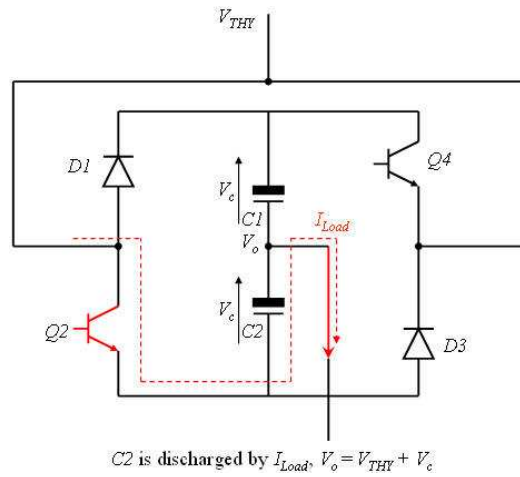 V_THY
D1
Q4
V_c
C1
I_Load
V_o
V_c
C2
Q2
D3
C2 is discharged by I_Load, V_o = V_THY + V_c